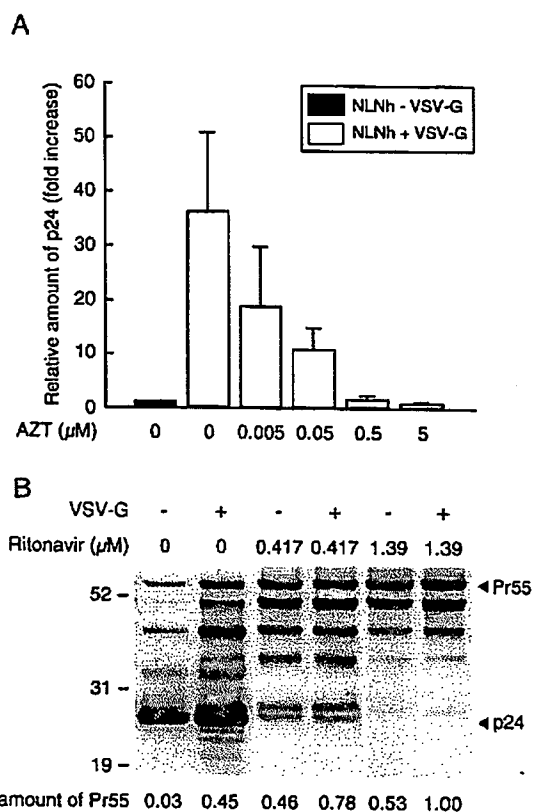 A
Relative amount of p24 (fold increase)
60
50
40
30
20
10
0
NLNh - VSV-G
NLNh + VSV-G
AZT (µM) 0 0 0.005 0.05 0.5 5
B
VSV-G - + - + - +
Ritonavir (µM) 0 0 0.417 0.417 1.39 1.39
52 -
◄Pr55
31 -
◄p24
19 -
amount of Pr55 0.03 0.45 0.46 0.78 0.53 1.00